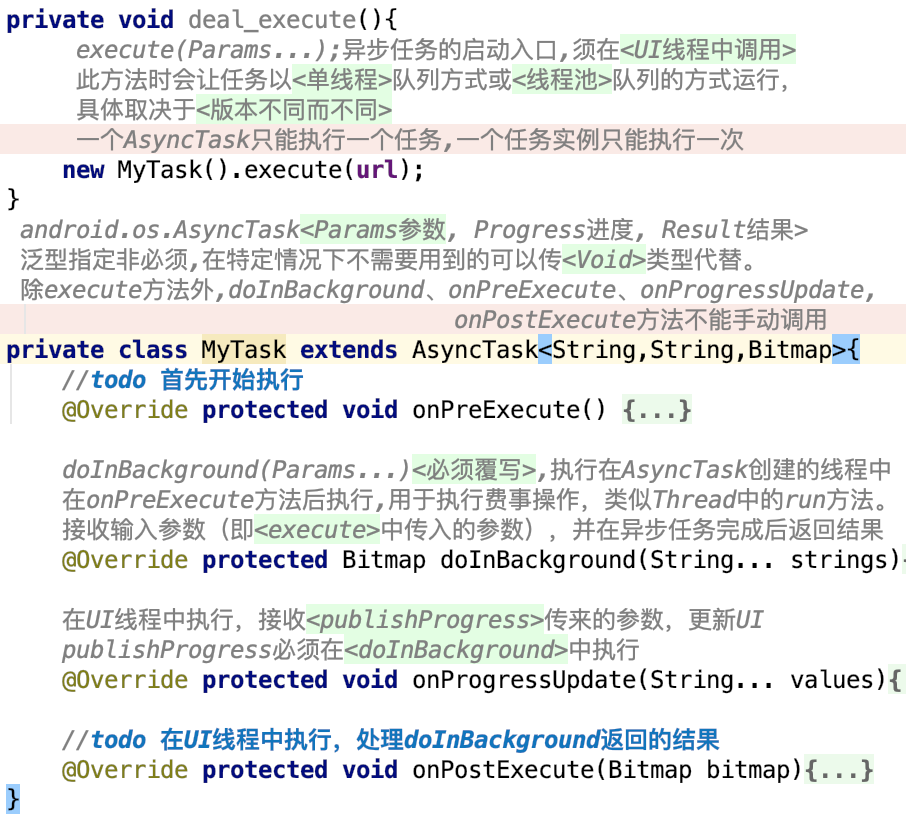 private void deal_execute(){
execute(Params...);异步任务的启动入口,须在<UI线程中调用>
此方法时会让任务以<单线程>队列方式或<线程池>队列的方式运行,
具体取决于<版本不同而不同>
一个AsyncTask只能执行一个任务,一个任务实例只能执行一次
new MyTask().execute(url);
}
android.os.AsyncTask<Params参数, Progress进度, Result结果>
泛型指定非必须,在特定情况下不需要用到的可以传<Void>类型代替。
除execute方法外,doInBackground、onPreExecute、onProgressUpdate,
onPostExecute方法不能手动调用
private class MyTask extends AsyncTask<String,String,Bitmap>{
//todo 首先开始执行
@Override protected void onPreExecute() {...}
doInBackground(Params...)<必须覆写>,执行在AsyncTask创建的线程中
在onPreExecute方法后执行,用于执行费事操作，类似Thread中的run方法。
接收输入参数（即<execute>中传入的参数），并在异步任务完成后返回结果
@Override protected Bitmap doInBackground(String... strings){
在UI线程中执行，接收<publishProgress>传来的参数，更新UI
publishProgress必须在<doInBackground>中执行
@Override protected void onProgressUpdate(String... values){
//todo 在UI线程中执行，处理doInBackground返回的结果
@Override protected void onPostExecute(Bitmap bitmap){...}
}